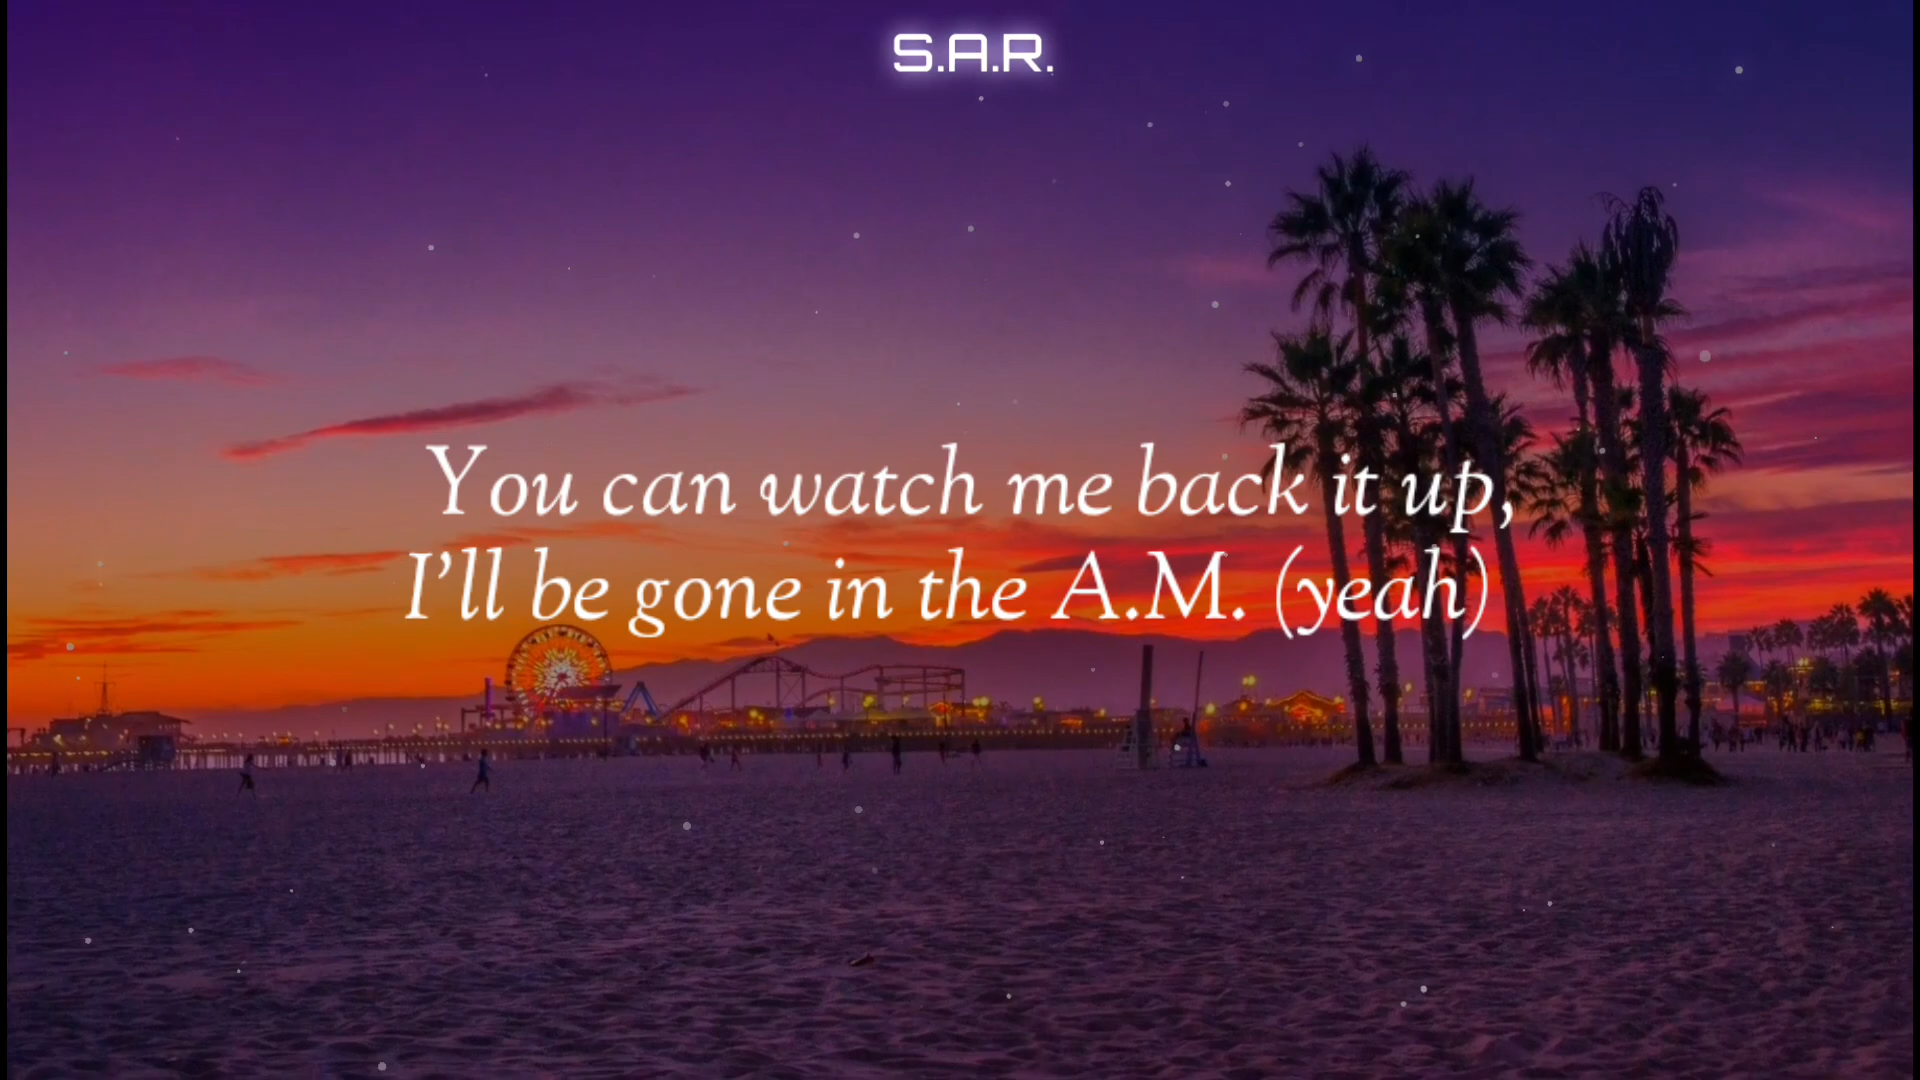 S.A.R.
You can watch me back it up,
I'll be gone in the A.M. (yeah)